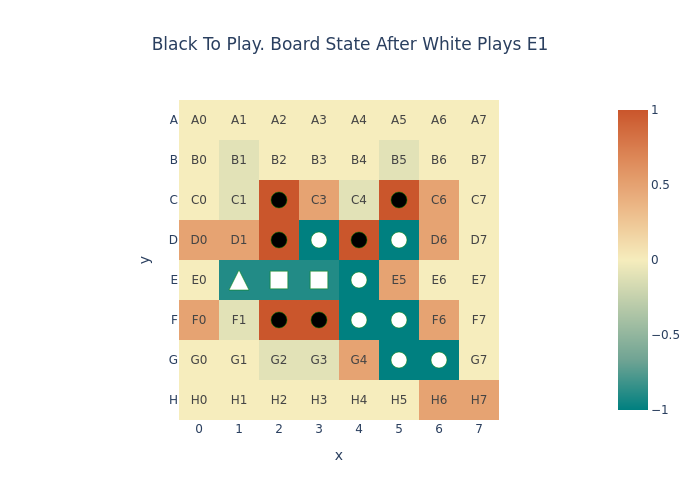 Black To Play. Board State After White Plays E1
A A0 A1 A2 A3 A4 A5 A6 A7
B B0 B1 B2 B3 B4 B5 B6 B7
C C0 C1 C3 C4 C6 C7
D D0 D1 D6 D7
E E0 E5 E6 E7
F F0 F1 F6 F7
G G0 G1 G2 G3 G4 G7
H H0 H1 H2 H3 H4 H5 H6 H7
0 1 2 3 4 5 6 7
x
y
1
0.5
0
−0.5
−1